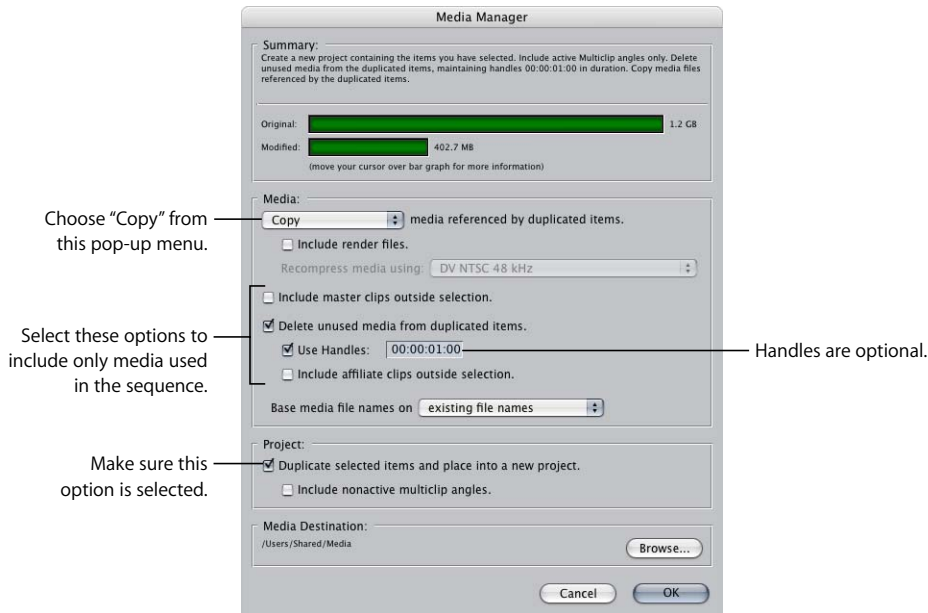 Media Manager
Summary:
Create a new project containing the items you have selected. Include active Multiclip angles only. Delete
unused media from the duplicated items, maintaining handles 00:00:01:00 in duration. Copy media files
referenced by the duplicated items.
Original: 1.2 GB
Modified: 402.7 MB
(move your cursor over bar graph for more information)
Media:
Choose “Copy” from
this pop-up menu.
Copy media referenced by duplicated items.
Include render files.
Recompress media using: DV NTSC 48 kHz
Include master clips outside selection.
Select these options to
include only media used
in the sequence.
Delete unused media from duplicated items.
Use Handles: 00:00:01:00
Handles are optional.
Include affiliate clips outside selection.
Base media file names on existing file names
Project:
Make sure this
option is selected.
Duplicate selected items and place into a new project.
Include nonactive multiclip angles.
Media Destination:
/Users/Shared/Media
Browse...
Cancel OK